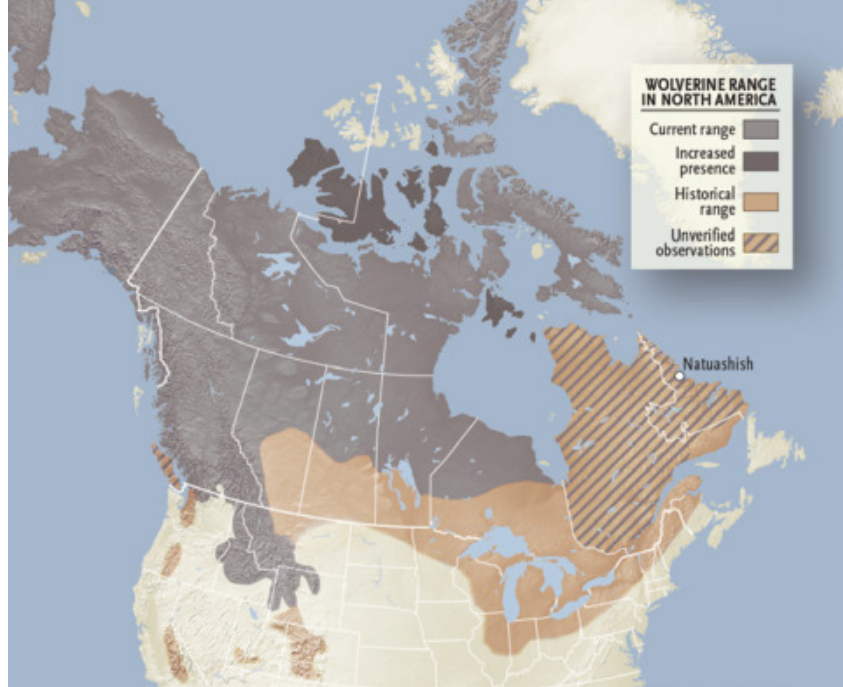 WOLVERINE RANGE
IN NORTH AMERICA
Current range
Increased
presence
Historical
range
Unverified
observations
Natuashish